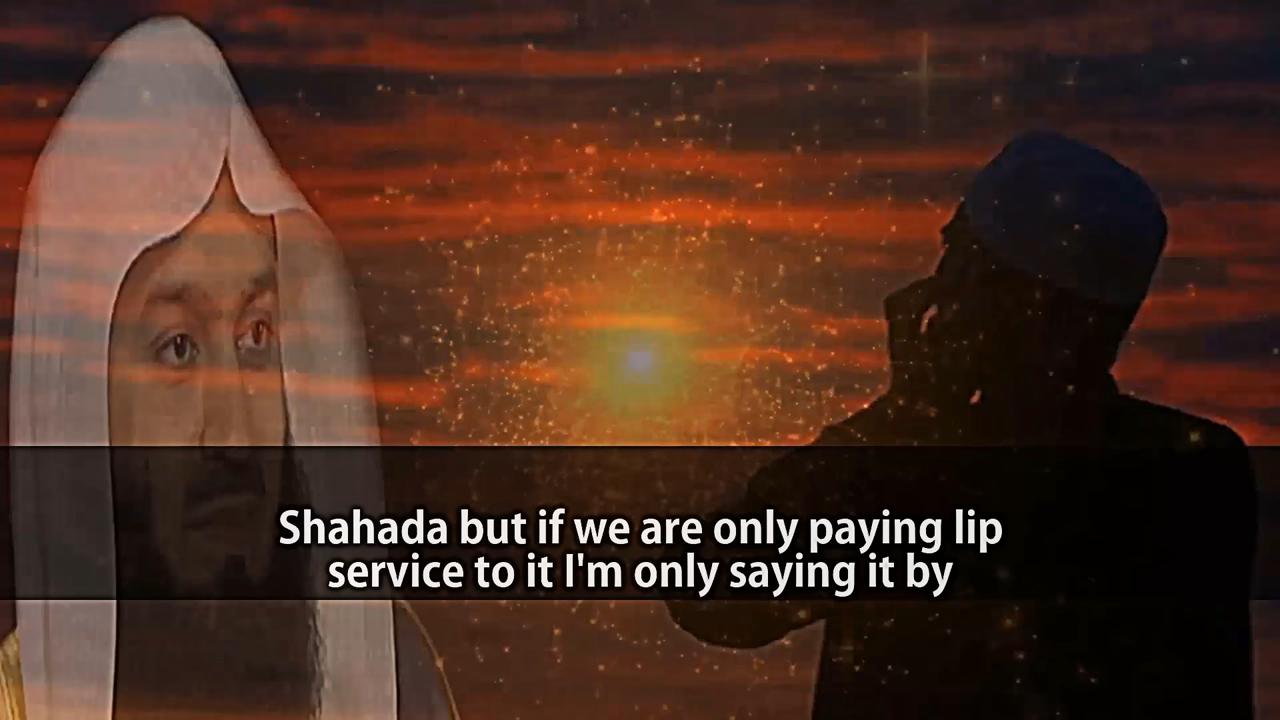 Shahada but if we are only paying lip
service to it I'm only saying it by